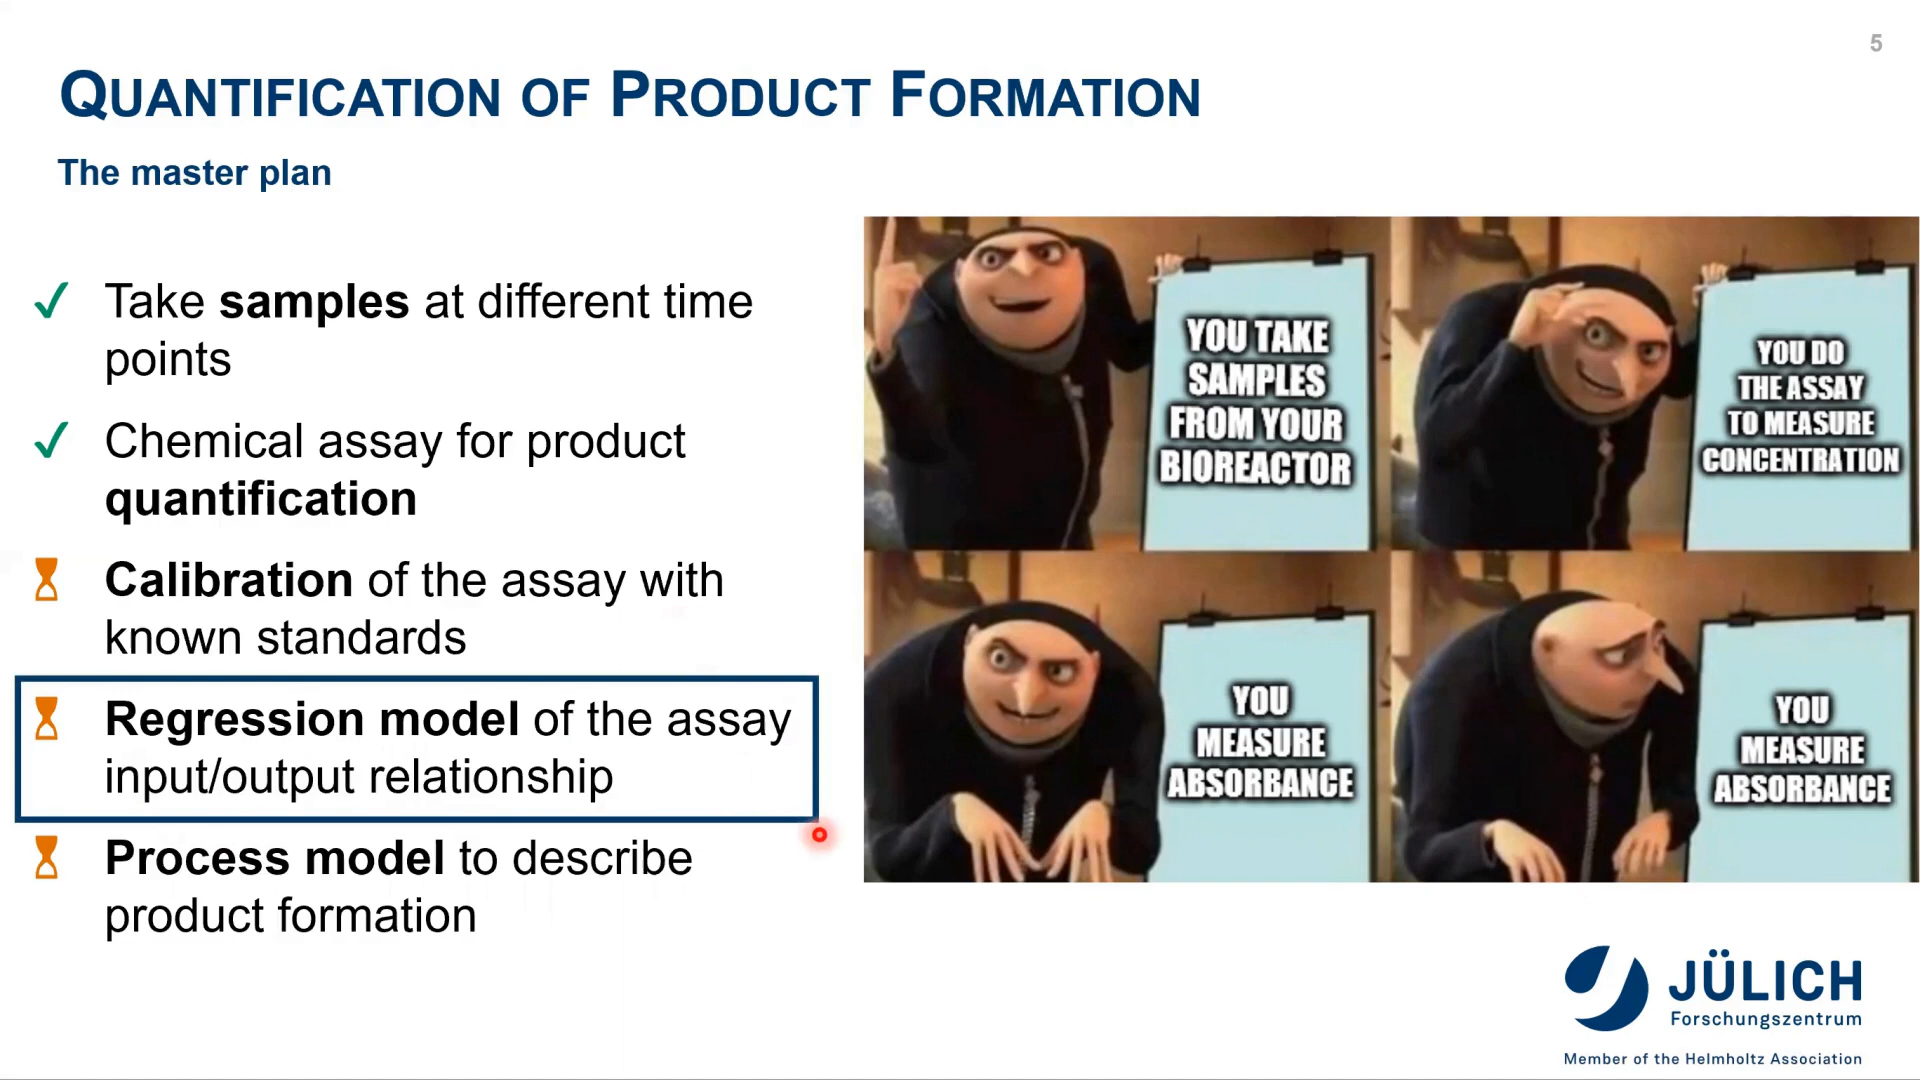 5
QUANTIFICATION OF PRODUCT FORMATION
The master plan
✓ Take samples at different time
points
✓ Chemical assay for product
quantification
Calibration of the assay with
known standards
Regression model of the assay
input/output relationship
Process model to describe
product formation
YOU TAKE
SAMPLES
FROM YOUR
BIOREACTOR
YOU DO
THE ASSAY
TO MEASURE
CONCENTRATION
YOU
MEASURE
ABSORBANCE
YOU
MEASURE
ABSORBANCE
JÜLICH
Forschungszentrum
Member of the Helmholtz Association